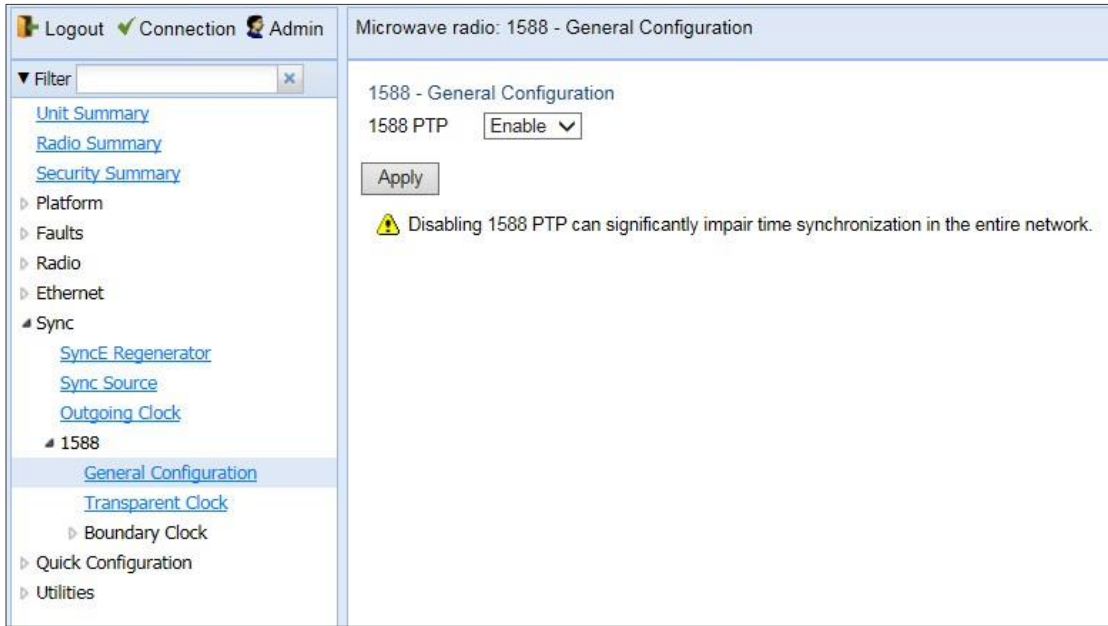 Logout Connection Admin
Microwave radio: 1588 - General Configuration
Filter
Unit Summary
Radio Summary
Security Summary
Platform
Faults
Radio
Ethernet
Sync
SyncE Regenerator
Sync Source
Outgoing Clock
1588
General Configuration
Transparent Clock
Boundary Clock
Quick Configuration
Utilities
1588 - General Configuration
1588 PTP Enable
Apply
Disabling 1588 PTP can significantly impair time synchronization in the entire network.